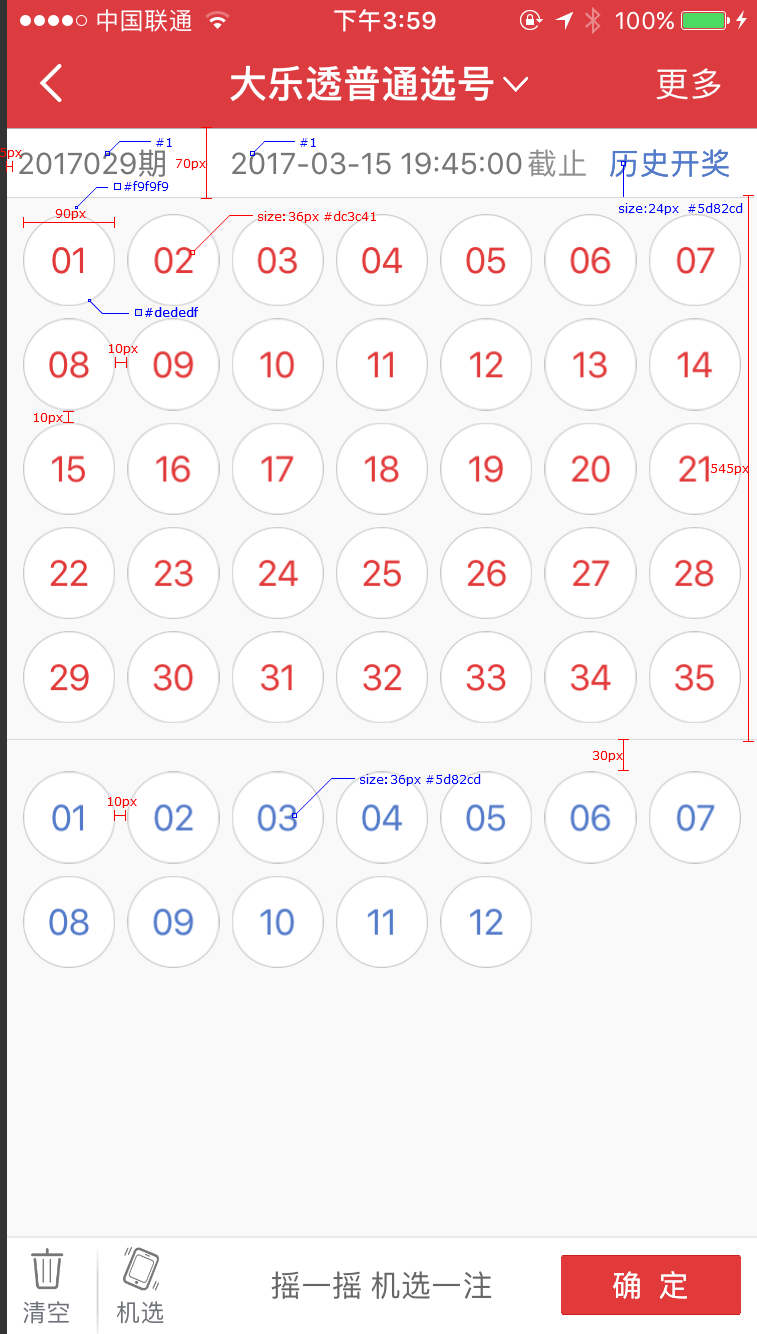 中国联通 下午3:59 100%
大乐透普通选号 更多
#1 #1
5px 2017029期 70px 2017-03-15 19:45:00截止 历史开奖
#f9f9f9
size:24px #5d82cd
90px size:36px #dc3c41
01 02 03 04 05 06 07
#dededf
10px
08 09 10 11 12 13 14
10px
15 16 17 18 19 20 21 545px
22 23 24 25 26 27 28
29 30 31 32 33 34 35
30px
size:36px #5d82cd
10px
01 02 03 04 05 06 07
08 09 10 11 12
清空 机选 摇一摇 机选一注 确 定